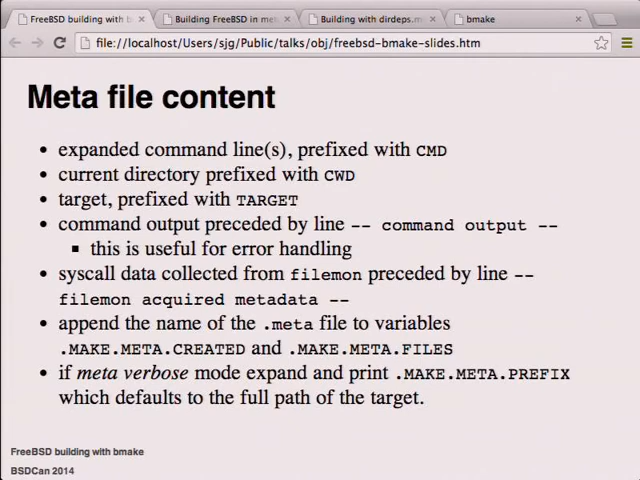 FreeBSD building with b
Building FreeBSD in met
Building with dirdeps.m
bmake
file://localhost/Users/sjg/Public/talks/obj/freebsd-bmake-slides.htm
Meta file content
• expanded command line(s), prefixed with CMD
• current directory prefixed with CWD
• target, prefixed with TARGET
• command output preceded by line -- command output --
▪ this is useful for error handling
• syscall data collected from filemon preceded by line --
filemon acquired metadata --
• append the name of the .meta file to variables
.MAKE.META.CREATED and .MAKE.META.FILES
• if meta verbose mode expand and print .MAKE.META.PREFIX
which defaults to the full path of the target.
FreeBSD building with bmake
BSDCan 2014